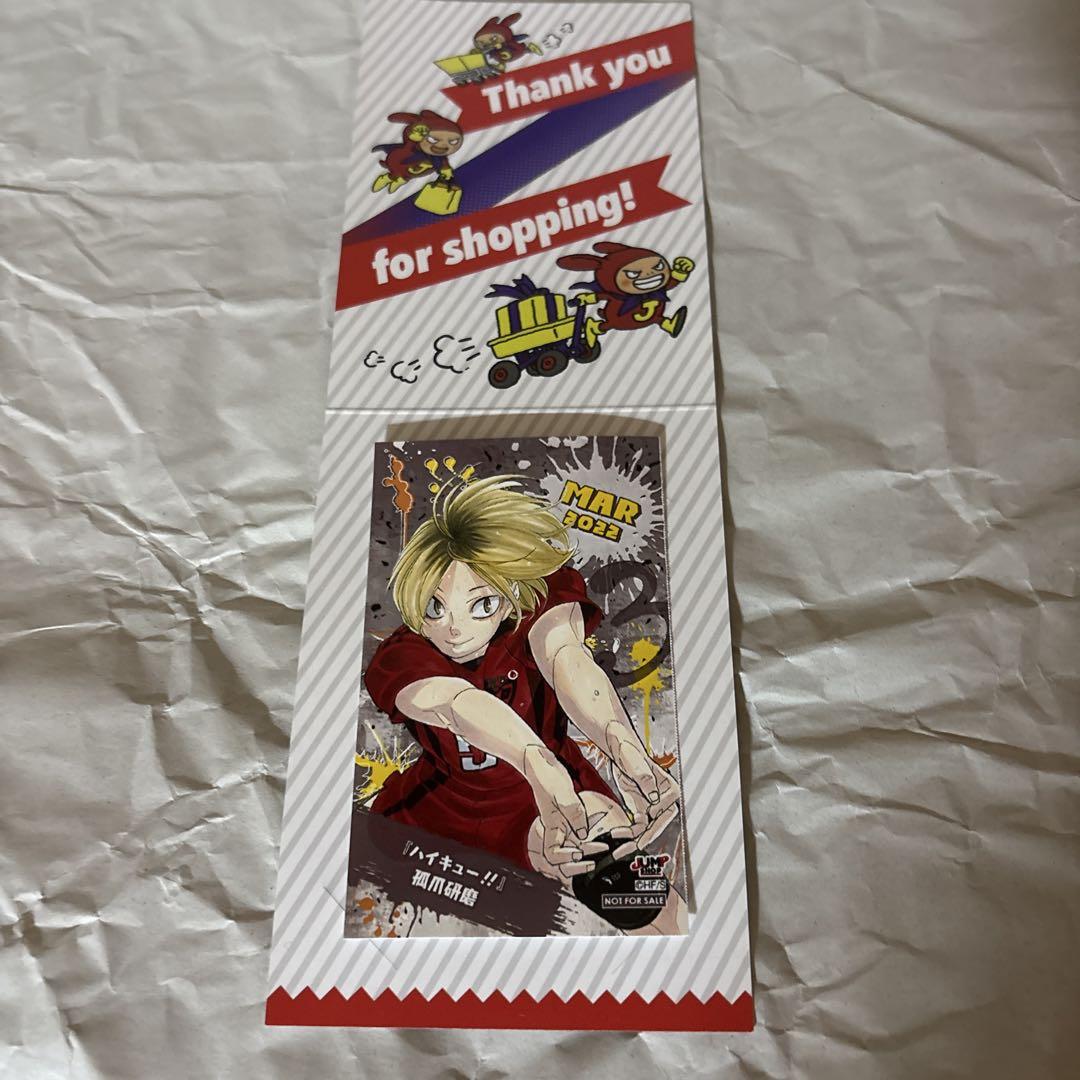 Thank you
for shopping!
J
J
MAR
2022
5
『ハイキュー!!』
孤爪研磨
JUMP
SHOP
©HF/S
NOT FOR SALE